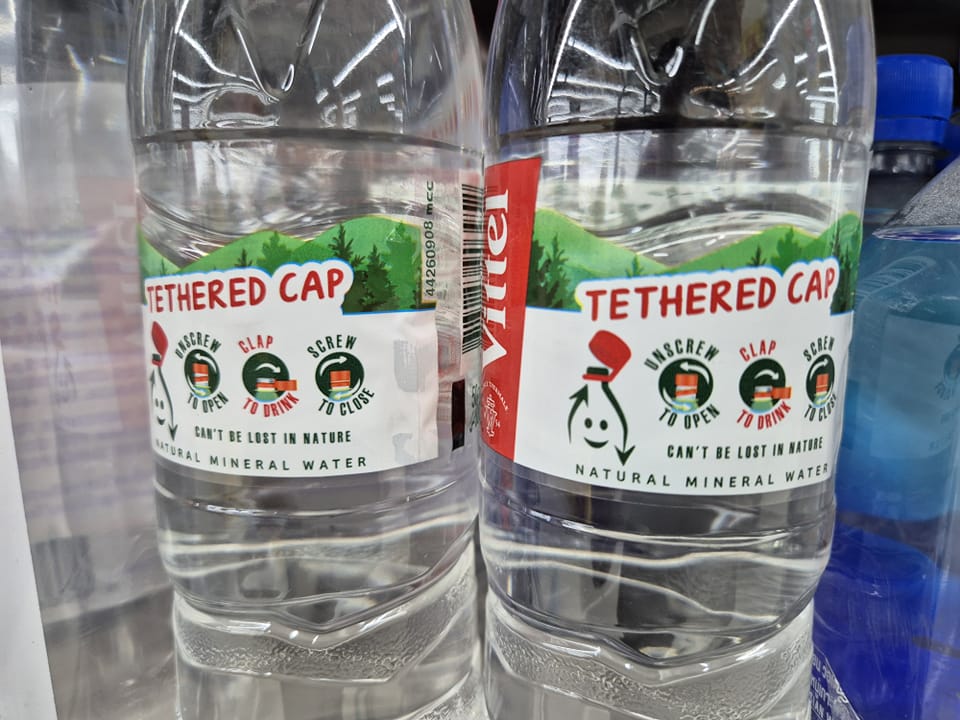 TETHERED CAP
UNSCREW
TO OPEN
CLAP
TO DRINK
SCREW
TO CLOSE
CAN'T BE LOST IN NATURE
NATURAL MINERAL WATER
44260908 mcc
Vittel
TETHERED CAP
UNSCREW
TO OPEN
CLAP
TO DRINK
SCREW
TO CLOSE
CAN'T BE LOST IN NATURE
NATURAL MINERAL WATER